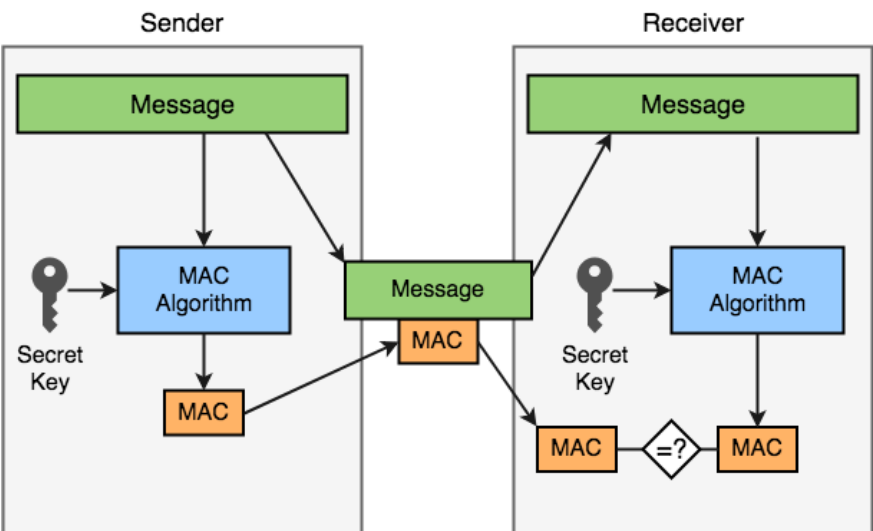 Sender
Receiver
Message
Message
MAC
Algorithm
Secret
Key
MAC
Message
MAC
MAC
Algorithm
Secret
Key
MAC
=?
MAC